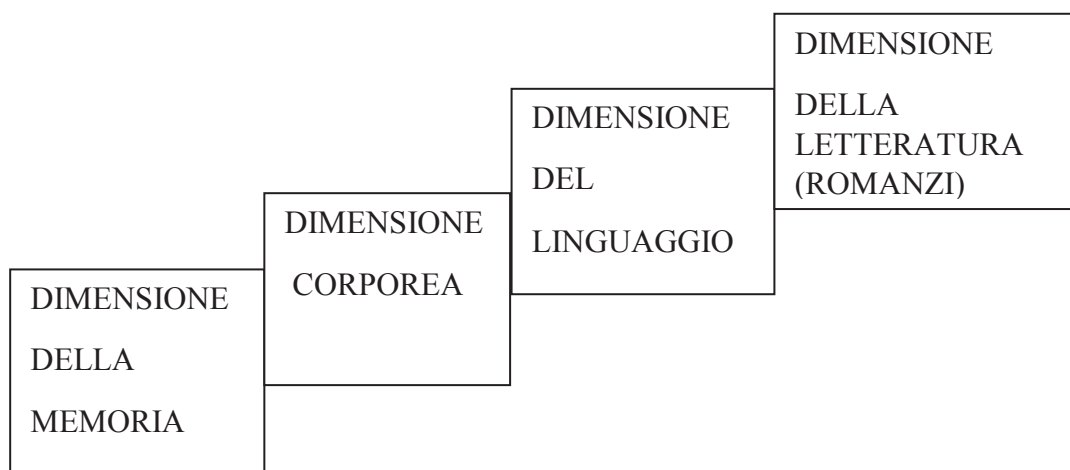 DIMENSIONE
DELLA
MEMORIA
DIMENSIONE
CORPOREA
DIMENSIONE
DEL
LINGUAGGIO
DIMENSIONE
DELLA
LETTERATURA
(ROMANZI)